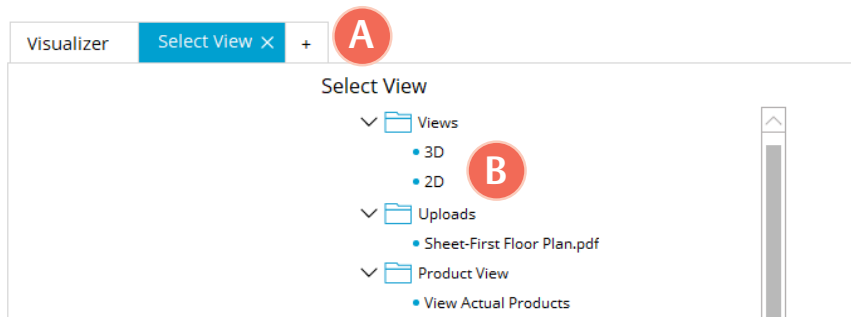 Visualizer Select View × + A
Select View
Views
3D
2D
B
Uploads
Sheet-First Floor Plan.pdf
Product View
View Actual Products